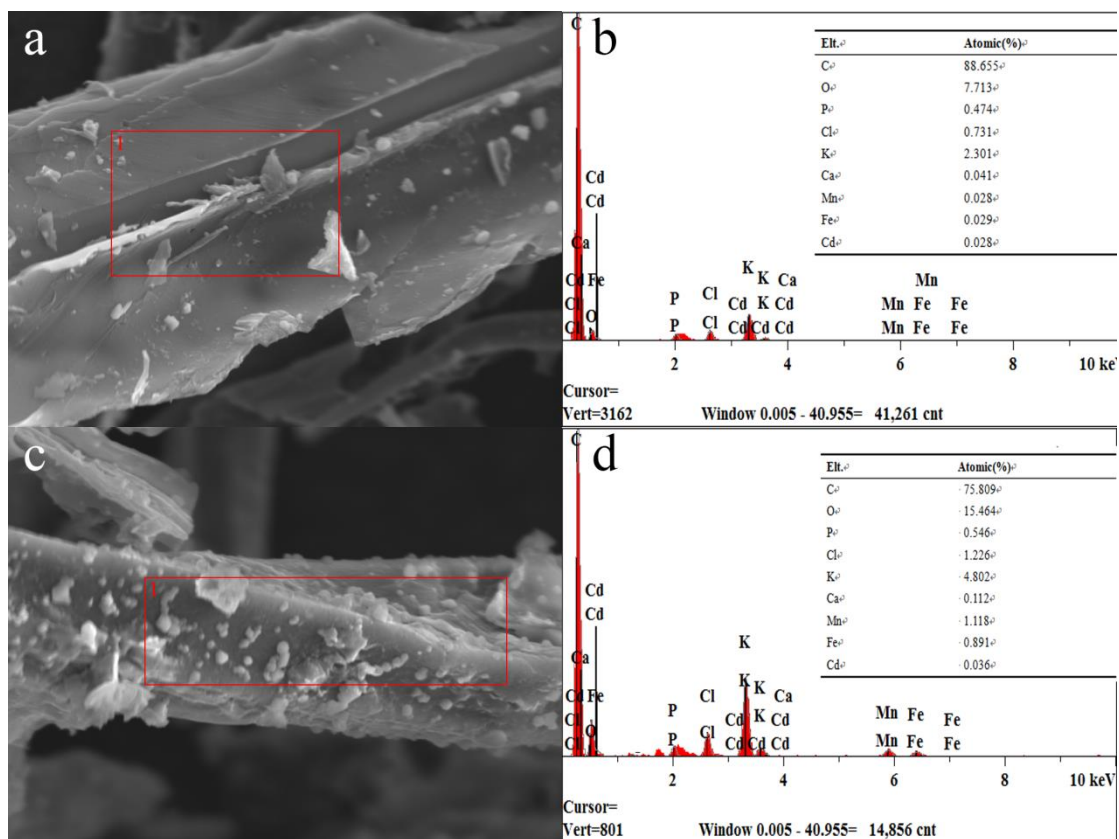 a
1
b
C
Cd
Cd
Ca
Cd Fe
Cl
O
Cl
P
P
Cl
Cl
K
K
Ca
Cd
K
Cd
Cd
Cd
Cd
Mn
Mn
Fe
Fe
Mn
Fe
Fe
2
4
6
8
10 keV
Elt. Atomic(%)
C 88.655
O 7.713
P 0.474
Cl 0.731
K 2.301
Ca 0.041
Mn 0.028
Fe 0.029
Cd 0.028
Cursor=
Vert=3162 Window 0.005 - 40.955= 41,261 cnt
c
1
d
C
Cd
Cd
Ca
Cd Fe
Cl
O
Cl
P
P
Cl
Cl
K
K
K
Ca
Cd
K
Cd
Cd
Cd
Cd
Mn
Fe
Fe
Mn
Fe
Fe
2
4
6
8
10 keV
Elt. Atomic(%)
C 75.809
O 15.464
P 0.546
Cl 1.226
K 4.802
Ca 0.112
Mn 1.118
Fe 0.891
Cd 0.036
Cursor=
Vert=801 Window 0.005 - 40.955= 14,856 cnt